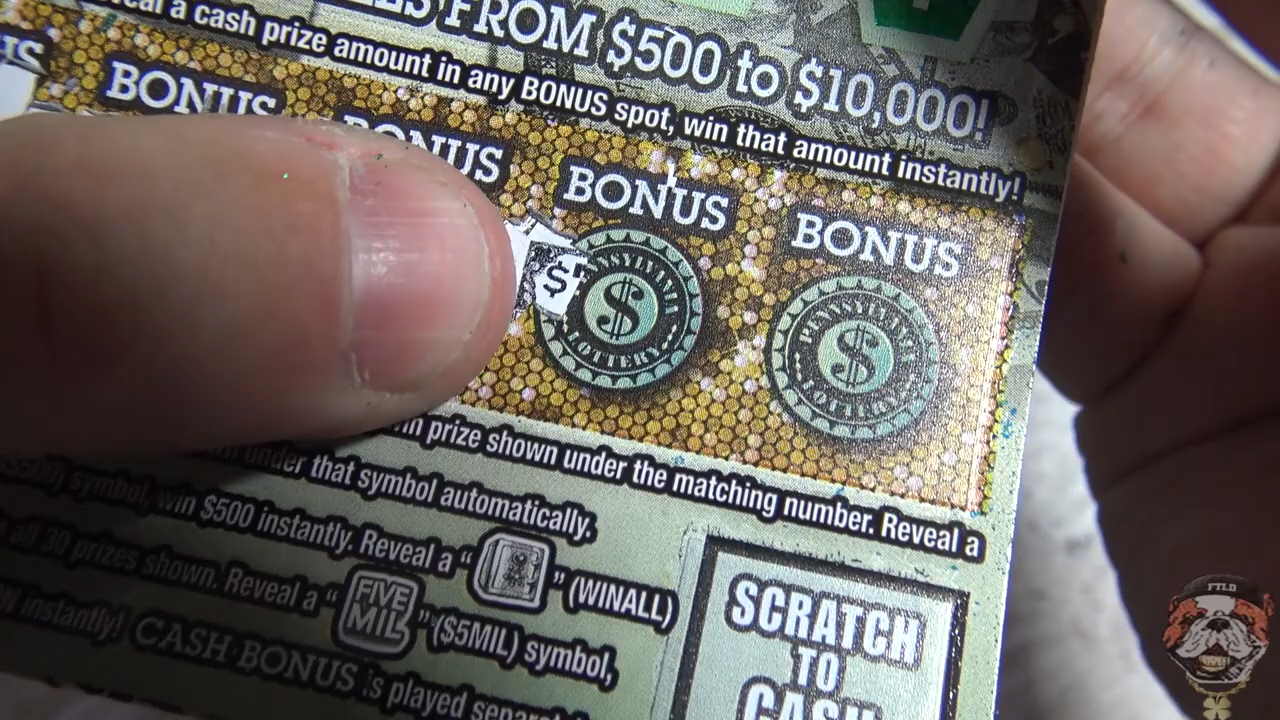 FROM $500 to $10,000!
a cash prize amount in any BONUS spot, win that amount instantly!
BONUS BONUS BONUS BONUS
$
PENNSYLVANIA LOTTERY $
PENNSYLVANIA LOTTERY $
prize shown under the matching number. Reveal a
under that symbol automatically.
symbol, win $500 instantly. Reveal a " " (WINALL)
all 30 prizes shown. Reveal a " FIVE MIL " ($5MIL) symbol,
instantly! CASH BONUS is played
SCRATCH
TO
CASH
FTLD